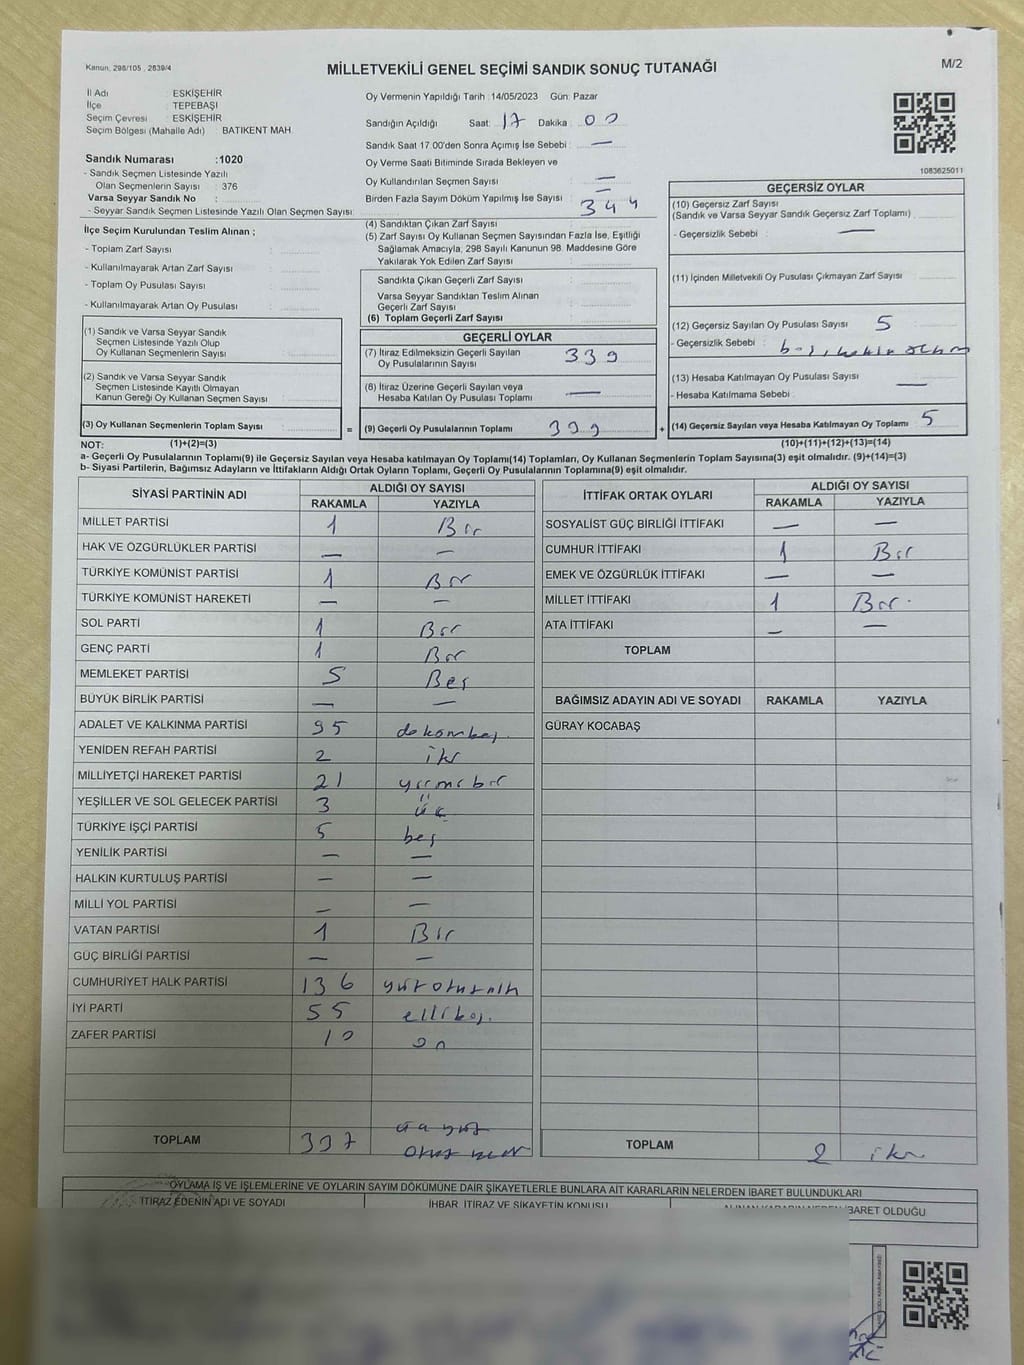 Kanun, 298/105 , 2839/4
MİLLETVEKİLİ GENEL SEÇİMİ SANDIK SONUÇ TUTANAĞI
M/2
İl Adı : ESKİŞEHİR
İlçe : TEPEBAŞI
Seçim Çevresi : ESKİŞEHİR
Seçim Bölgesi (Mahalle Adı) BATIKENT MAH.
Oy Vermenin Yapıldığı Tarih :14/05/2023 Gün: Pazar
Sandığın Açıldığı Saat: 17 Dakika : 00
Sandık Saat 17.00'den Sonra Açımış İse Sebebi : —
Oy Verme Saati Bitiminde Sırada Bekleyen ve
Oy Kullandırılan Seçmen Sayısı : —
Birden Fazla Sayım Döküm Yapılmış İse Sayısı : —
1083625011
Sandık Numarası :1020
- Sandık Seçmen Listesinde Yazılı
Olan Seçmenlerin Sayısı : 376
Varsa Seyyar Sandık No :
- Seyyar Sandık Seçmen Listesinde Yazılı Olan Seçmen Sayısı
İlçe Seçim Kurulundan Teslim Alınan ;
- Toplam Zarf Sayısı :
- Kullanılmayarak Artan Zarf Sayısı :
- Toplam Oy Pusulası Sayısı :
- Kullanılmayarak Artan Oy Pusulası :
344
(4) Sandıktan Çıkan Zarf Sayısı :
(5) Zarf Sayısı Oy Kullanan Seçmen Sayısından Fazla İse, Eşitliği
Sağlamak Amacıyla, 298 Sayılı Kanunun 98. Maddesine Göre
Yakılarak Yok Edilen Zarf Sayısı :
Sandıkta Çıkan Geçerli Zarf Sayısı :
Varsa Seyyar Sandıktan Teslim Alınan
Geçerli Zarf Sayısı :
(6) Toplam Geçerli Zarf Sayısı :
GEÇERSİZ OYLAR
(10) Geçersiz Zarf Sayısı
(Sandık ve Varsa Seyyar Sandık Geçersiz Zarf Toplamı)
- Geçersizlik Sebebi : —
(11) İçinden Milletvekili Oy Pusulası Çıkmayan Zarf Sayısı
(12) Geçersiz Sayılan Oy Pusulası Sayısı 5
- Geçersizlik Sebebi :
(13) Hesaba Katılmayan Oy Pusulası Sayısı —
- Hesaba Katılmama Sebebi :
(14) Geçersiz Sayılan veya Hesaba Katılmayan Oy Toplamı 5
(1) Sandık ve Varsa Seyyar Sandık
Seçmen Listesinde Yazılı Olup
Oy Kullanan Seçmenlerin Sayısı :
(2) Sandık ve Varsa Seyyar Sandık
Seçmen Listesinde Kayıtlı Olmayan
Kanun Gereği Oy Kullanan Seçmen Sayısı :
(3) Oy Kullanan Seçmenlerin Toplam Sayısı : =
GEÇERLİ OYLAR
(7) İtiraz Edilmeksizin Geçerli Sayılan
Oy Pusulalarının Sayısı : 339
(8) İtiraz Üzerine Geçerli Sayılan veya
Hesaba Katılan Oy Pusulası Toplamı : —
(9) Geçerli Oy Pusulalarının Toplamı : 339 +
NOT: (1)+(2)=(3) (10)+(11)+(12)+(13)=(14)
a- Geçerli Oy Pusulalarının Toplamı(9) ile Geçersiz Sayılan veya Hesaba Katılmayan Oy Toplamı(14) Toplamları, Oy Kullanan Seçmenlerin Toplam Sayısına(3) eşit olmalıdır. (9)+(14)=(3)
b- Siyasi Partilerin, Bağımsız Adayların ve İttifakların Aldığı Ortak Oyların Toplamı, Geçerli Oy Pusulalarının Toplamına(9) eşit olmalıdır.
SİYASİ PARTİNİN ADI ALDIĞI OY SAYISI
RAKAMLA YAZIYLA
MİLLET PARTİSİ 1 Bir
HAK VE ÖZGÜRLÜKLER PARTİSİ — —
TÜRKİYE KOMÜNİST PARTİSİ 1 Bir
TÜRKİYE KOMÜNİST HAREKETİ — —
SOL PARTİ 1 Bir
GENÇ PARTİ 1 Bir
MEMLEKET PARTİSİ 5 Beş
BÜYÜK BİRLİK PARTİSİ — —
ADALET VE KALKINMA PARTİSİ 95 doksanbeş
YENİDEN REFAH PARTİSİ 2 iki
MİLLİYETÇİ HAREKET PARTİSİ 21 yirmibir
YEŞİLLER VE SOL GELECEK PARTİSİ 3 üç
TÜRKİYE İŞÇİ PARTİSİ 5 beş
YENİLİK PARTİSİ — —
HALKIN KURTULUŞ PARTİSİ — —
MİLLİ YOL PARTİSİ — —
VATAN PARTİSİ 1 Bir
GÜÇ BİRLİĞİ PARTİSİ — —
CUMHURİYET HALK PARTİSİ 136 yüzotuzaltı
İYİ PARTİ 55 ellibeş
ZAFER PARTİSİ 10 on
TOPLAM 337
İTTİFAK ORTAK OYLARI ALDIĞI OY SAYISI
RAKAMLA YAZIYLA
SOSYALİST GÜÇ BİRLİĞİ İTTİFAKI — —
CUMHUR İTTİFAKI 1 Bir
EMEK VE ÖZGÜRLÜK İTTİFAKI — —
MİLLET İTTİFAKI 1 Bir
ATA İTTİFAKI — —
TOPLAM
BAĞIMSIZ ADAYIN ADI VE SOYADI RAKAMLA YAZIYLA
GÜRAY KOCABAŞ
TOPLAM 2 iki
OYLAMA İŞ VE İŞLEMLERİNE VE OYLARIN SAYIM DÖKÜMÜNE DAİR ŞİKAYETLERLE BUNLARA AİT KARARLARIN NELERDEN İBARET BULUNDUKLARI
İTİRAZ EDENİN ADI VE SOYADI İHBAR, İTİRAZ VE ŞİKAYETİN KONUSU ALINAN KARARIN NEDEN İBARET OLDUĞU